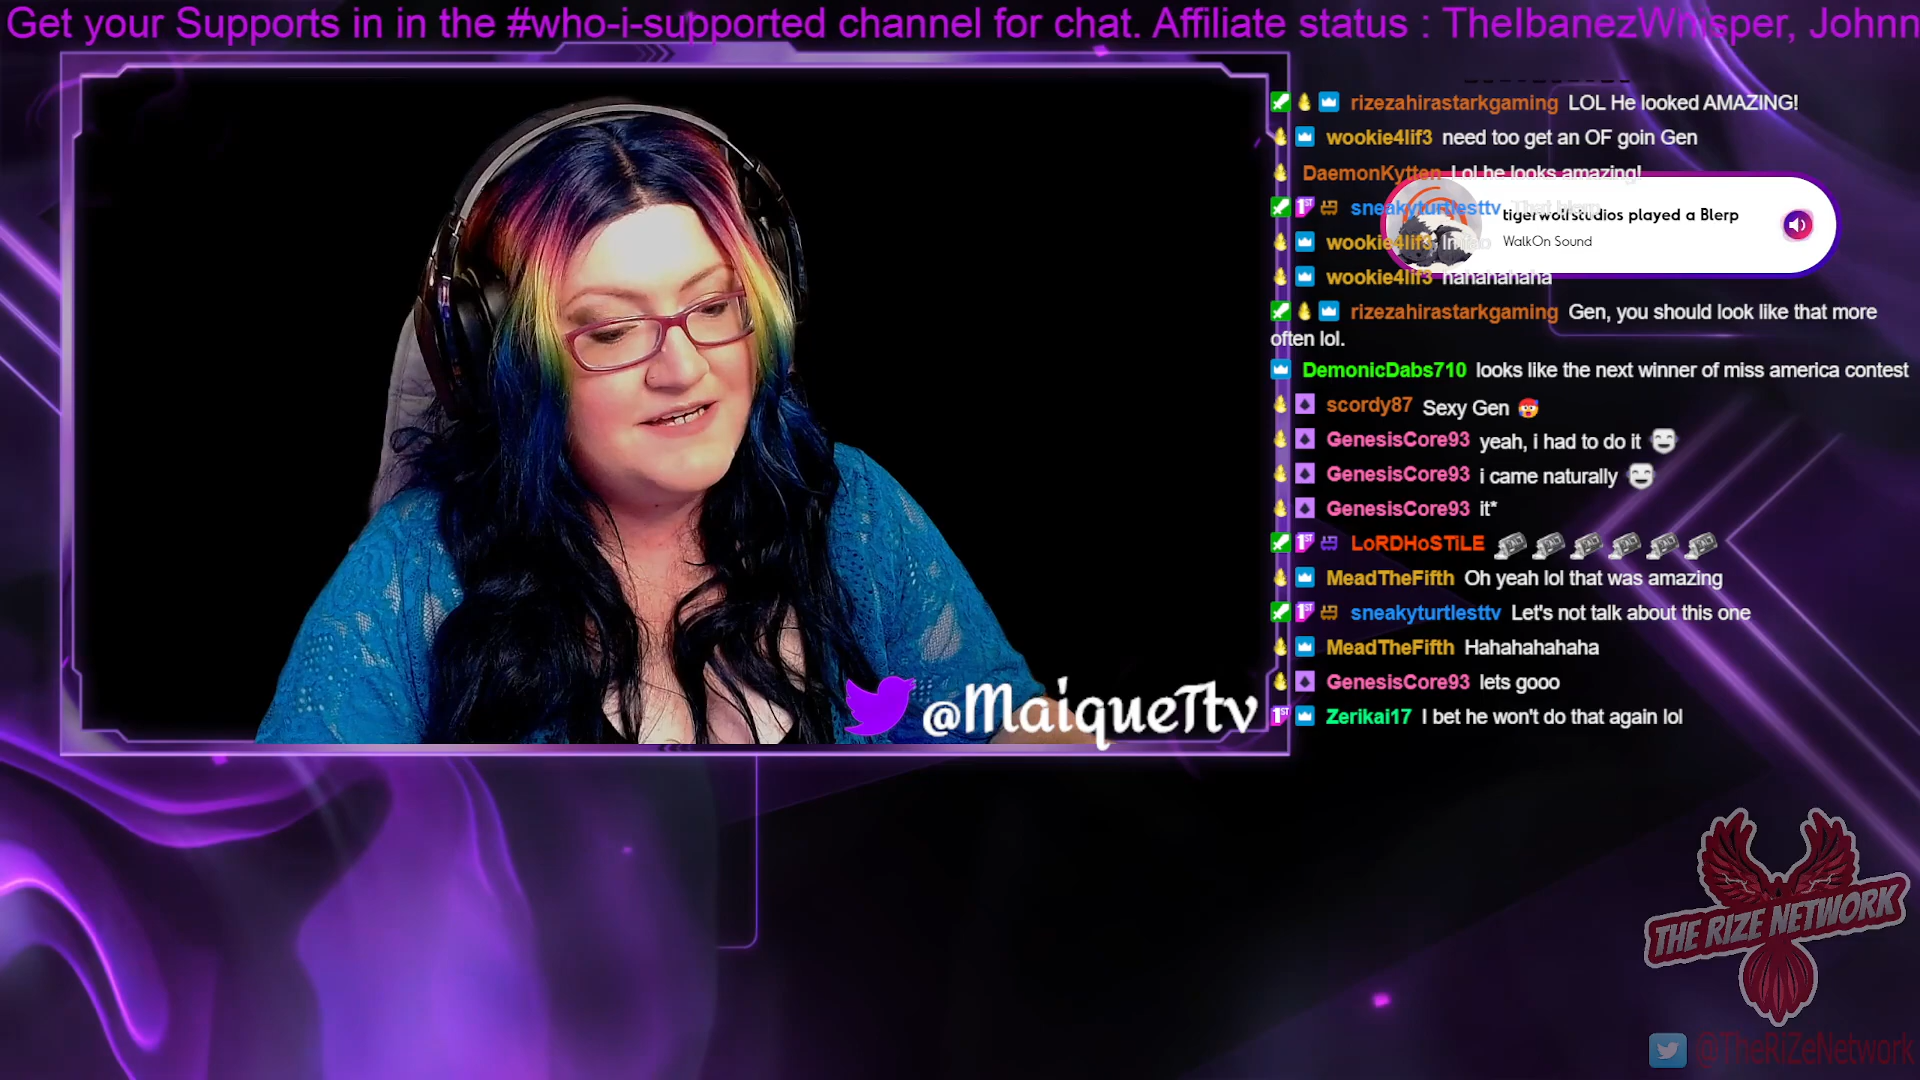 Get your Supports in in the #who-i-supported channel for chat. Affiliate status : TheIbanezWhisper, Johnn
rizezahirastarkgaming LOL He looked AMAZING!
wookie4lif3 need too get an OF goin Gen
DaemonKytten Lol he looks amazing!
sneakyturtlesttv That blerp
tigerwolfstudios played a Blerp
WalkOn Sound
wookie4lif3 lmfao
wookie4lif3 hahahahaha
rizezahirastarkgaming Gen, you should look like that more
often lol.
DemonicDabs710 looks like the next winner of miss america contest
scordy87 Sexy Gen
GenesisCore93 yeah, i had to do it
GenesisCore93 i came naturally
GenesisCore93 it*
LoRDHoSTiLE
MeadTheFifth Oh yeah lol that was amazing
sneakyturtlesttv Let's not talk about this one
MeadTheFifth Hahahahahaha
GenesisCore93 lets gooo
Zerikai17 I bet he won't do that again lol
@MaiqueTtv
THE RIZE NETWORK
@TheRiZeNetwork